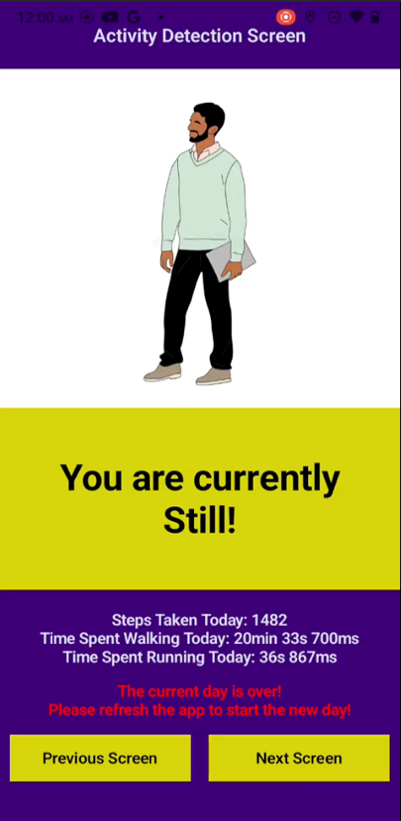 12:00 AM
Activity Detection Screen
You are currently
Still!
Steps Taken Today: 1482
Time Spent Walking Today: 20min 33s 700ms
Time Spent Running Today: 36s 867ms
The current day is over!
Please refresh the app to start the new day!
Previous Screen
Next Screen